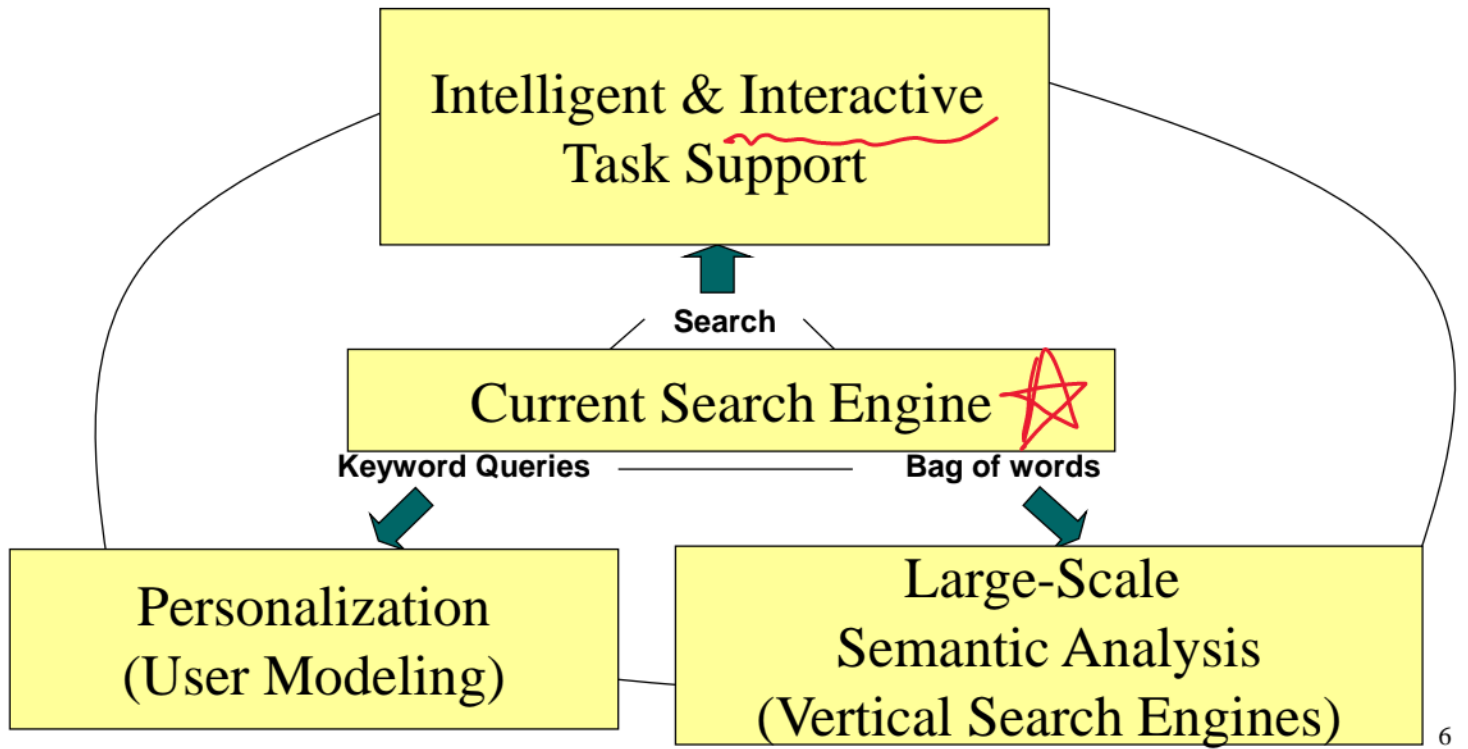 Intelligent & Interactive
Task Support
Search
Current Search Engine
Keyword Queries
Bag of words
Personalization
(User Modeling)
Large-Scale
Semantic Analysis
(Vertical Search Engines)
6